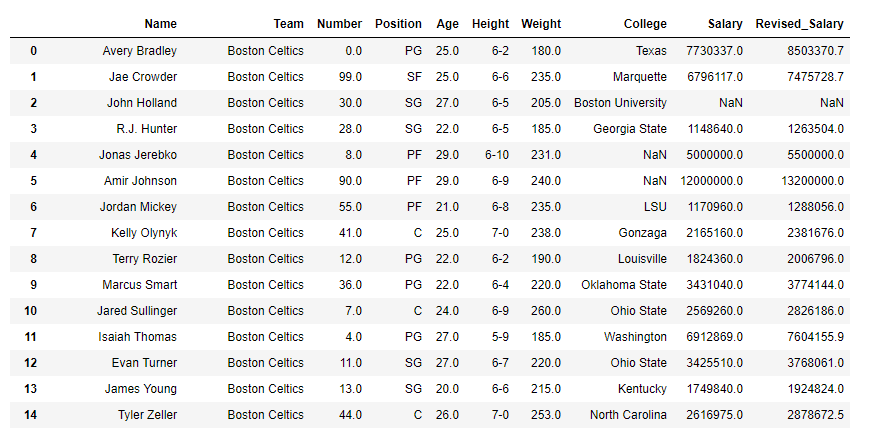 Name Team Number Position Age Height Weight College Salary Revised_Salary
0 Avery Bradley Boston Celtics 0.0 PG 25.0 6-2 180.0 Texas 7730337.0 8503370.7
1 Jae Crowder Boston Celtics 99.0 SF 25.0 6-6 235.0 Marquette 6796117.0 7475728.7
2 John Holland Boston Celtics 30.0 SG 27.0 6-5 205.0 Boston University NaN NaN
3 R.J. Hunter Boston Celtics 28.0 SG 22.0 6-5 185.0 Georgia State 1148640.0 1263504.0
4 Jonas Jerebko Boston Celtics 8.0 PF 29.0 6-10 231.0 NaN 5000000.0 5500000.0
5 Amir Johnson Boston Celtics 90.0 PF 29.0 6-9 240.0 NaN 12000000.0 13200000.0
6 Jordan Mickey Boston Celtics 55.0 PF 21.0 6-8 235.0 LSU 1170960.0 1288056.0
7 Kelly Olynyk Boston Celtics 41.0 C 25.0 7-0 238.0 Gonzaga 2165160.0 2381676.0
8 Terry Rozier Boston Celtics 12.0 PG 22.0 6-2 190.0 Louisville 1824360.0 2006796.0
9 Marcus Smart Boston Celtics 36.0 PG 22.0 6-4 220.0 Oklahoma State 3431040.0 3774144.0
10 Jared Sullinger Boston Celtics 7.0 C 24.0 6-9 260.0 Ohio State 2569260.0 2826186.0
11 Isaiah Thomas Boston Celtics 4.0 PG 27.0 5-9 185.0 Washington 6912869.0 7604155.9
12 Evan Turner Boston Celtics 11.0 SG 27.0 6-7 220.0 Ohio State 3425510.0 3768061.0
13 James Young Boston Celtics 13.0 SG 20.0 6-6 215.0 Kentucky 1749840.0 1924824.0
14 Tyler Zeller Boston Celtics 44.0 C 26.0 7-0 253.0 North Carolina 2616975.0 2878672.5